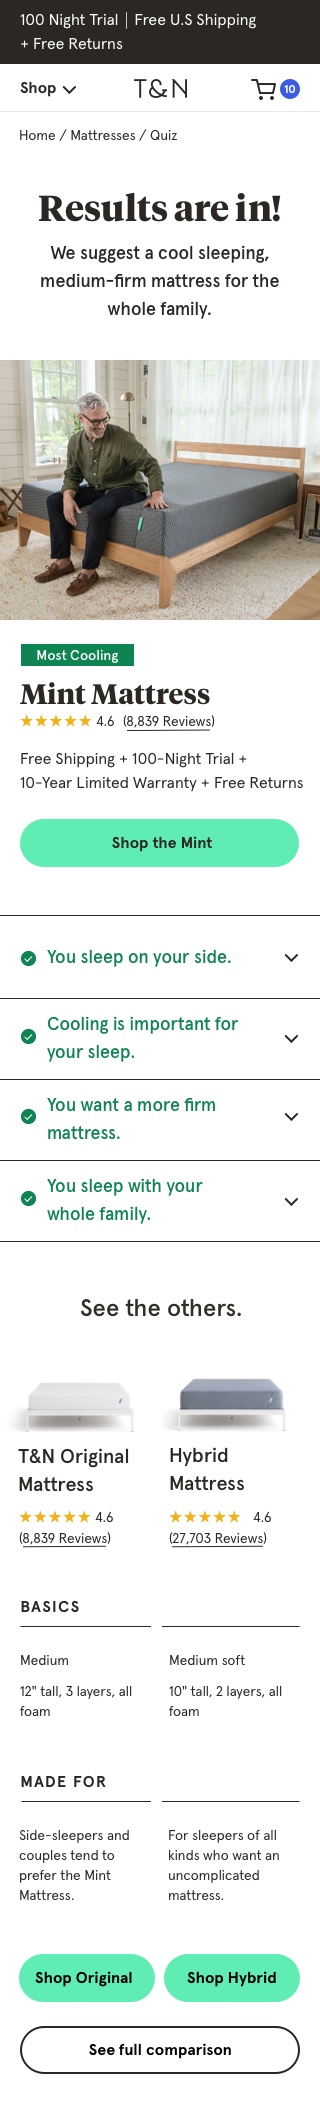 100 Night Trial | Free U.S Shipping
+ Free Returns
Shop
T&N
10
Home / Mattresses / Quiz
Results are in!
We suggest a cool sleeping,
medium-firm mattress for the
whole family.
Most Cooling
Mint Mattress
4.6 (8,839 Reviews)
Free Shipping + 100-Night Trial +
10-Year Limited Warranty + Free Returns
Shop the Mint
You sleep on your side.
Cooling is important for
your sleep.
You want a more firm
mattress.
You sleep with your
whole family.
See the others.
T&N Original
Mattress
4.6
(8,839 Reviews)
Hybrid
Mattress
4.6
(27,703 Reviews)
BASICS
Medium
12" tall, 3 layers, all
foam
Medium soft
10" tall, 2 layers, all
foam
MADE FOR
Side-sleepers and
couples tend to
prefer the Mint
Mattress.
For sleepers of all
kinds who want an
uncomplicated
mattress.
Shop Original
Shop Hybrid
See full comparison